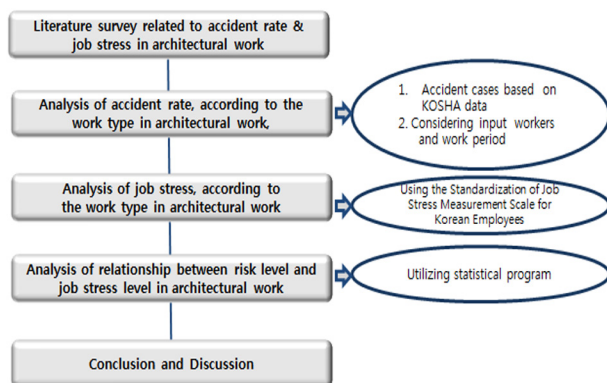 Literature survey related to accident rate &
job stress in architectural work
Analysis of accident rate, according to the
work type in architectural work,
1. Accident cases based on
KOSHA data
2. Considering input workers
and work period
Analysis of job stress, according to
the work type in architectural work
Using the Standardization of Job
Stress Measurement Scale for
Korean Employees
Analysis of relationship between risk level and
job stress level in architectural work
Utilizing statistical program
Conclusion and Discussion